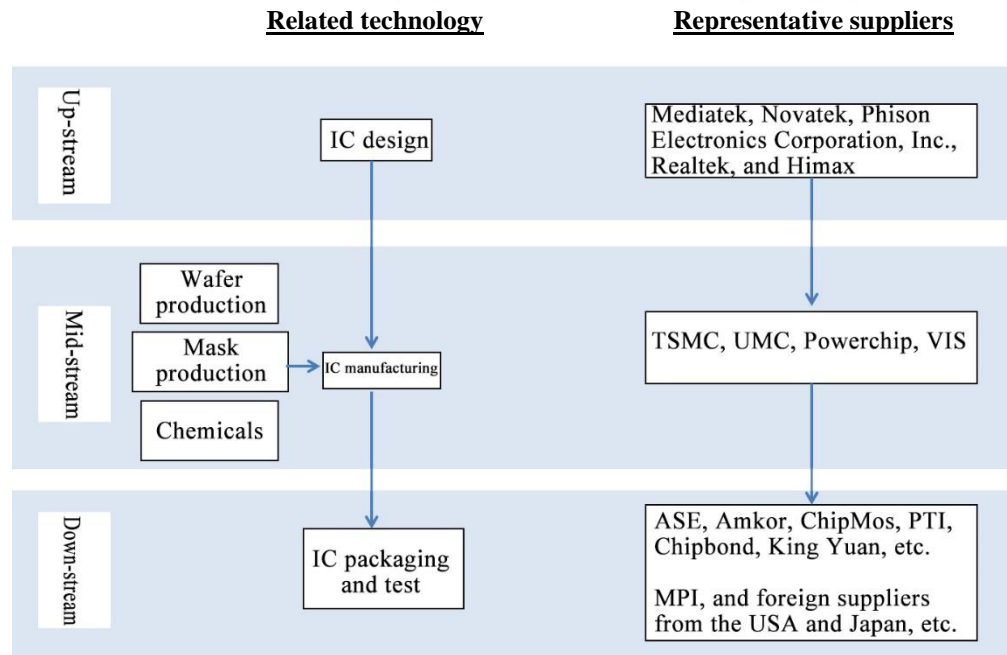 Related technology
Representative suppliers
Up-stream
IC design
Mediatek, Novatek, Phison
Electronics Corporation, Inc.,
Realtek, and Himax
Mid-stream
Wafer
production
Mask
production
Chemicals
IC manufacturing
TSMC, UMC, Powerchip, VIS
Down-stream
IC packaging
and test
ASE, Amkor, ChipMos, PTI,
Chipbond, King Yuan, etc.
MPI, and foreign suppliers
from the USA and Japan, etc.